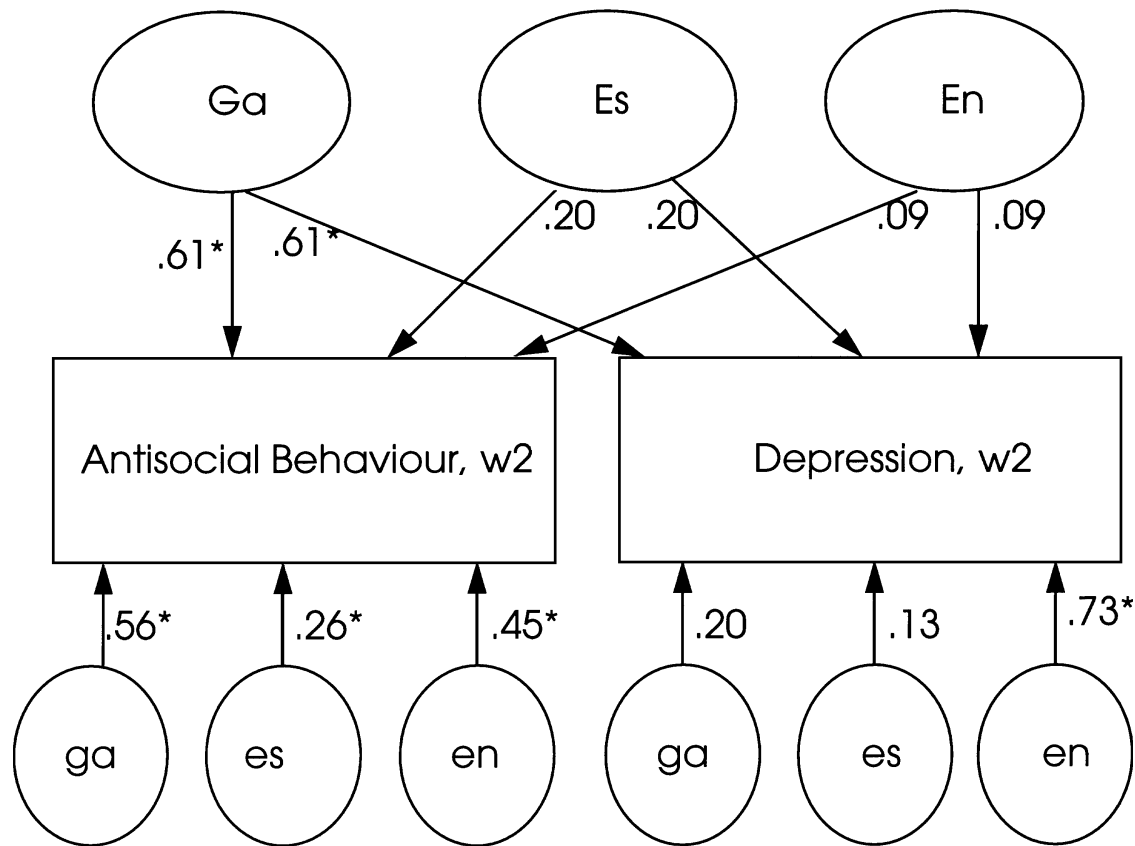 Ga
Es
En
.61*
.61*
.20
.20
.09
.09
Antisocial Behaviour, w2
Depression, w2
.56*
.26*
.45*
.20
.13
.73*
ga
es
en
ga
es
en